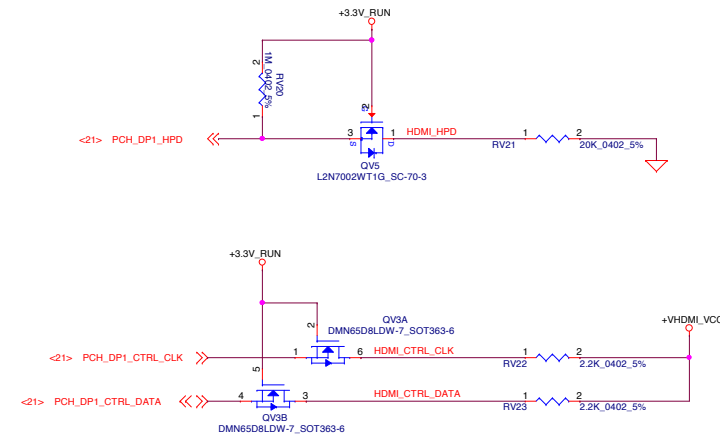 +3.3V_RUN
2
1M_0402_5%
RV20
1
2
G
<21> PCH_DP1_HPD
3
S
1
D
HDMI_HPD
1
2
RV21
20K_0402_5%
QV5
L2N7002WT1G_SC-70-3
+3.3V_RUN
+VHDMI_VCC
QV3A
DMN65D8LDW-7_SOT363-6
2
<21> PCH_DP1_CTRL_CLK
1
6
HDMI_CTRL_CLK
1
2
RV22
2.2K_0402_5%
5
<21> PCH_DP1_CTRL_DATA
4
3
HDMI_CTRL_DATA
1
2
RV23
2.2K_0402_5%
QV3B
DMN65D8LDW-7_SOT363-6